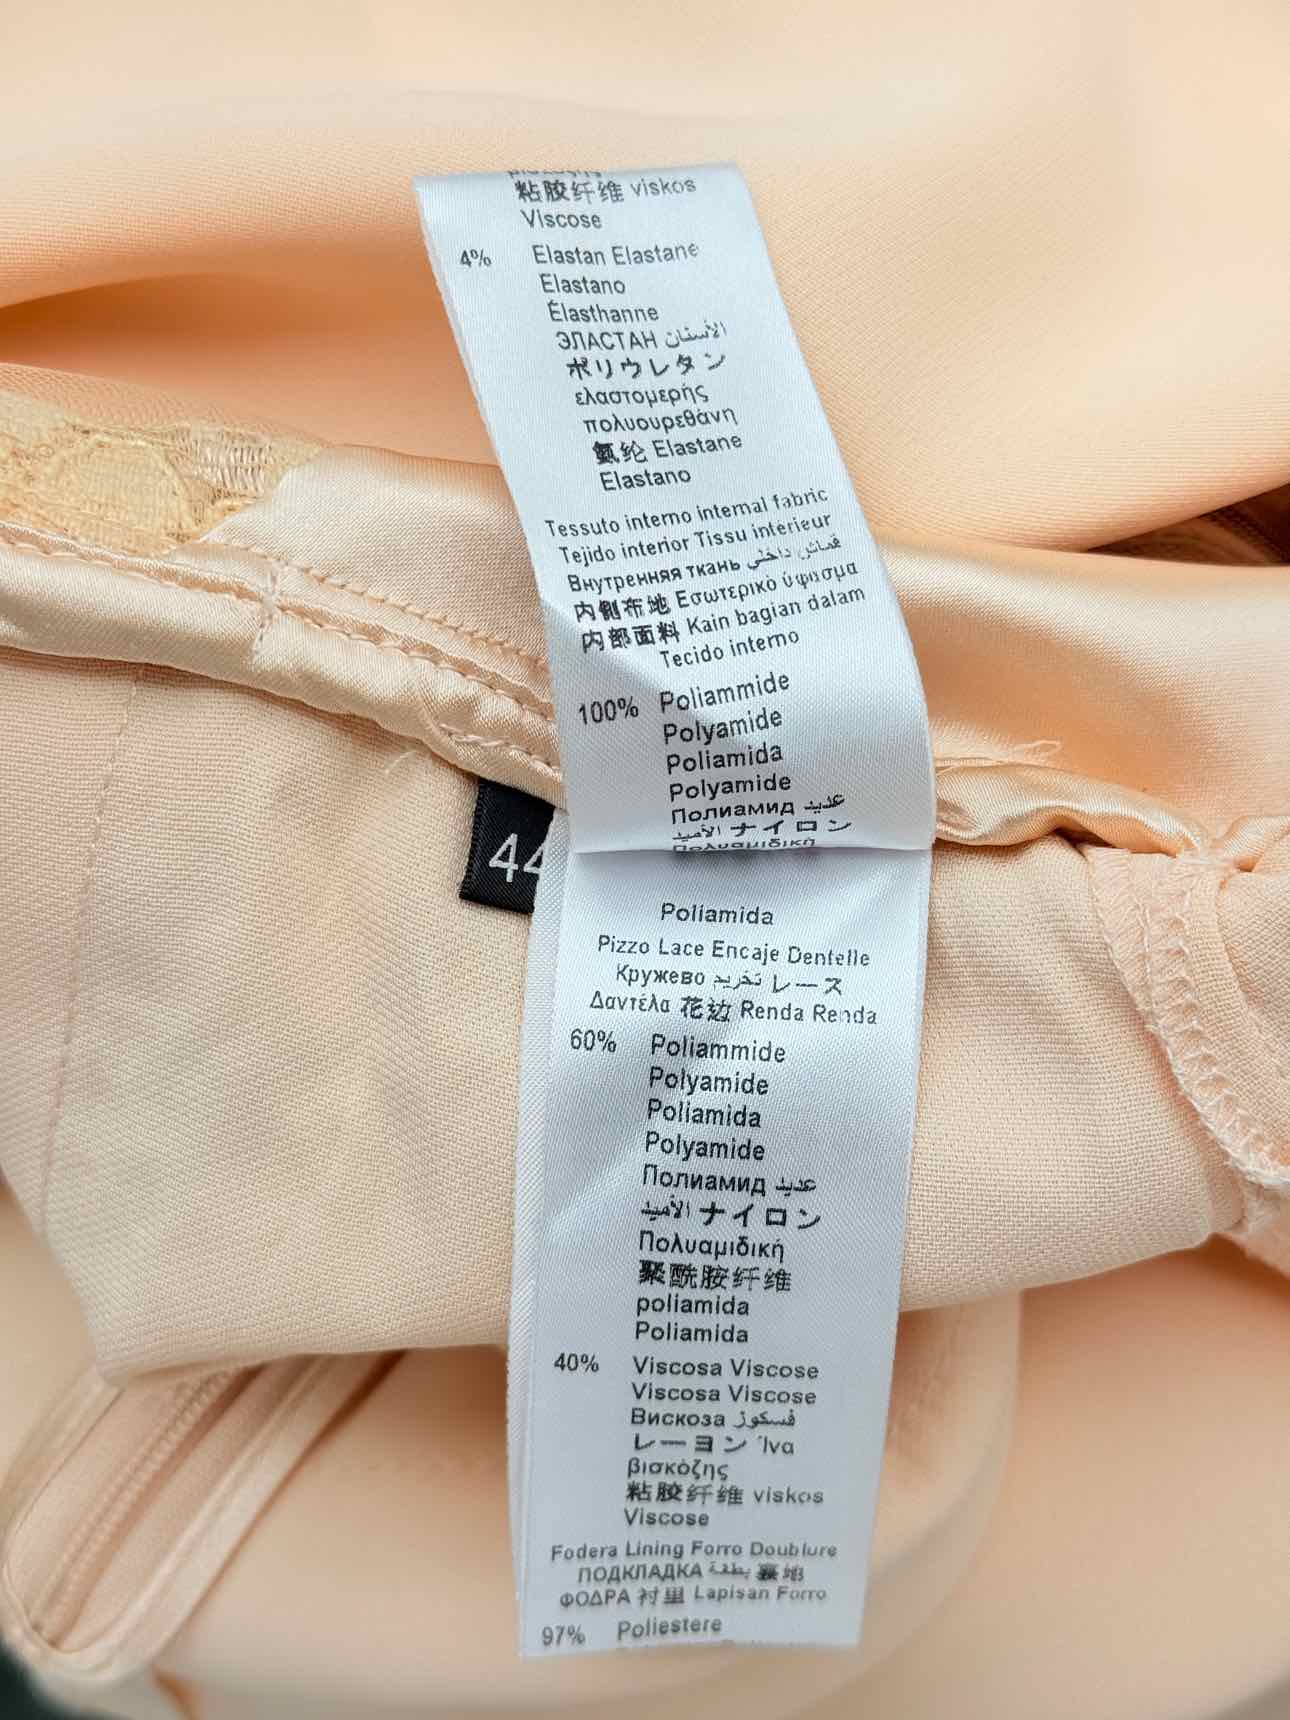 粘胶纤维 viskos
Viscose
4% Elastan Elastane
Elastano
Élasthanne
ЭЛАСТАН الأستان
ポリウレタン
ελαστομερής
πολυουρεθάνη
氨纶 Elastane
Elastano
Tessuto interno internal fabric
Tejido interior Tissu interieur
Внутренняя ткань قماش داخلي
内側布地 Εσωτερικό ύφασμα
内部面料 Kain bagian dalam
Tecido interno
100% Poliammide
Polyamide
Poliamida
Polyamide
Полиамид عديد
الأميد ナイロン
Πολυαμιδική
44
Poliamida
Pizzo Lace Encaje Dentelle
Кружево تخريد レース
Δαντέλα 花边 Renda Renda
60% Poliammide
Polyamide
Poliamida
Polyamide
Полиамид عديد
الأميد ナイロン
Πολυαμιδική
聚酰胺纤维
poliamida
Poliamida
40% Viscosa Viscose
Viscosa Viscose
Вискоза فسكوز
レーヨン Ίνα
βισκόζης
粘胶纤维 viskos
Viscose
Fodera Lining Forro Doublure
ПОДКЛАДКА بطقة 裏地
ΦΟΔΡΑ 衬里 Lapisan Forro
97% Poliestere